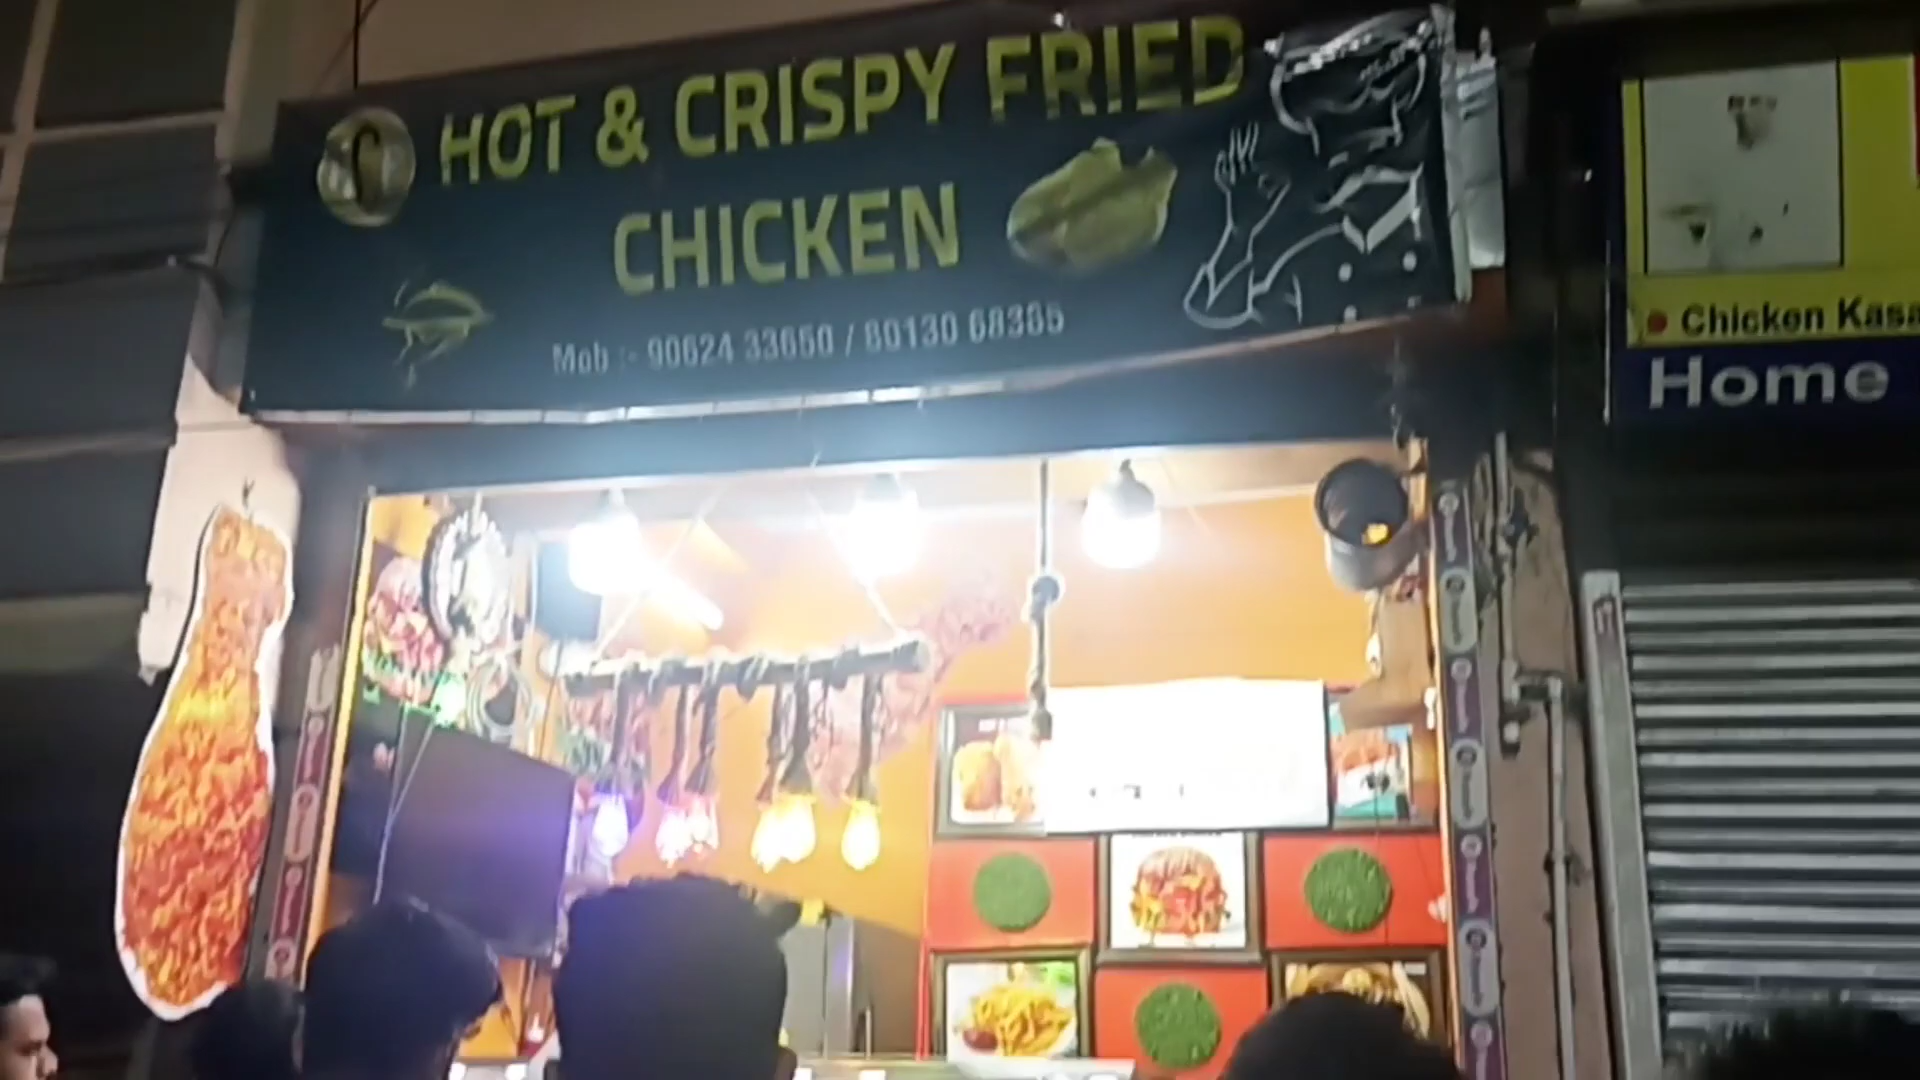 HOT & CRISPY FRIED
CHICKEN
Mob :- 90624 33650 / 80130 68365
Chicken Kasa
Home